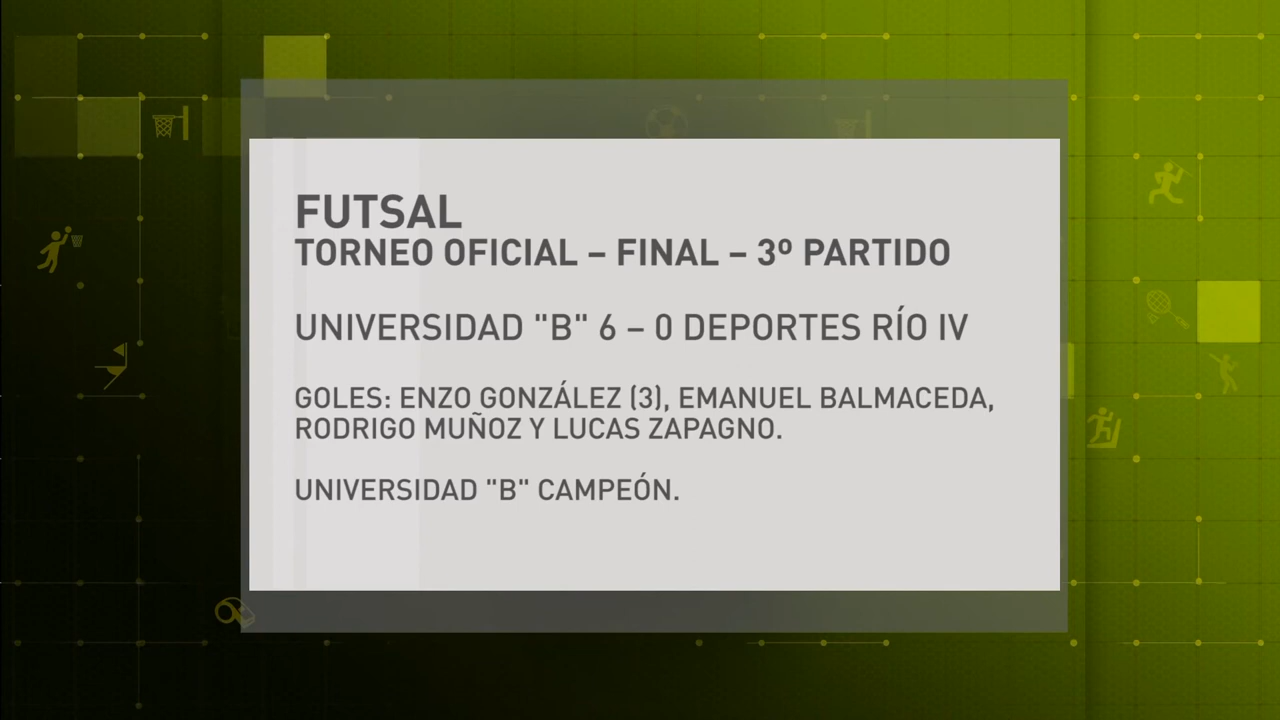 FUTSAL
TORNEO OFICIAL – FINAL – 3º PARTIDO
UNIVERSIDAD "B" 6 – 0 DEPORTES RÍO IV
GOLES: ENZO GONZÁLEZ (3), EMANUEL BALMACEDA,
RODRIGO MUÑOZ Y LUCAS ZAPAGNO.
UNIVERSIDAD "B" CAMPEÓN.